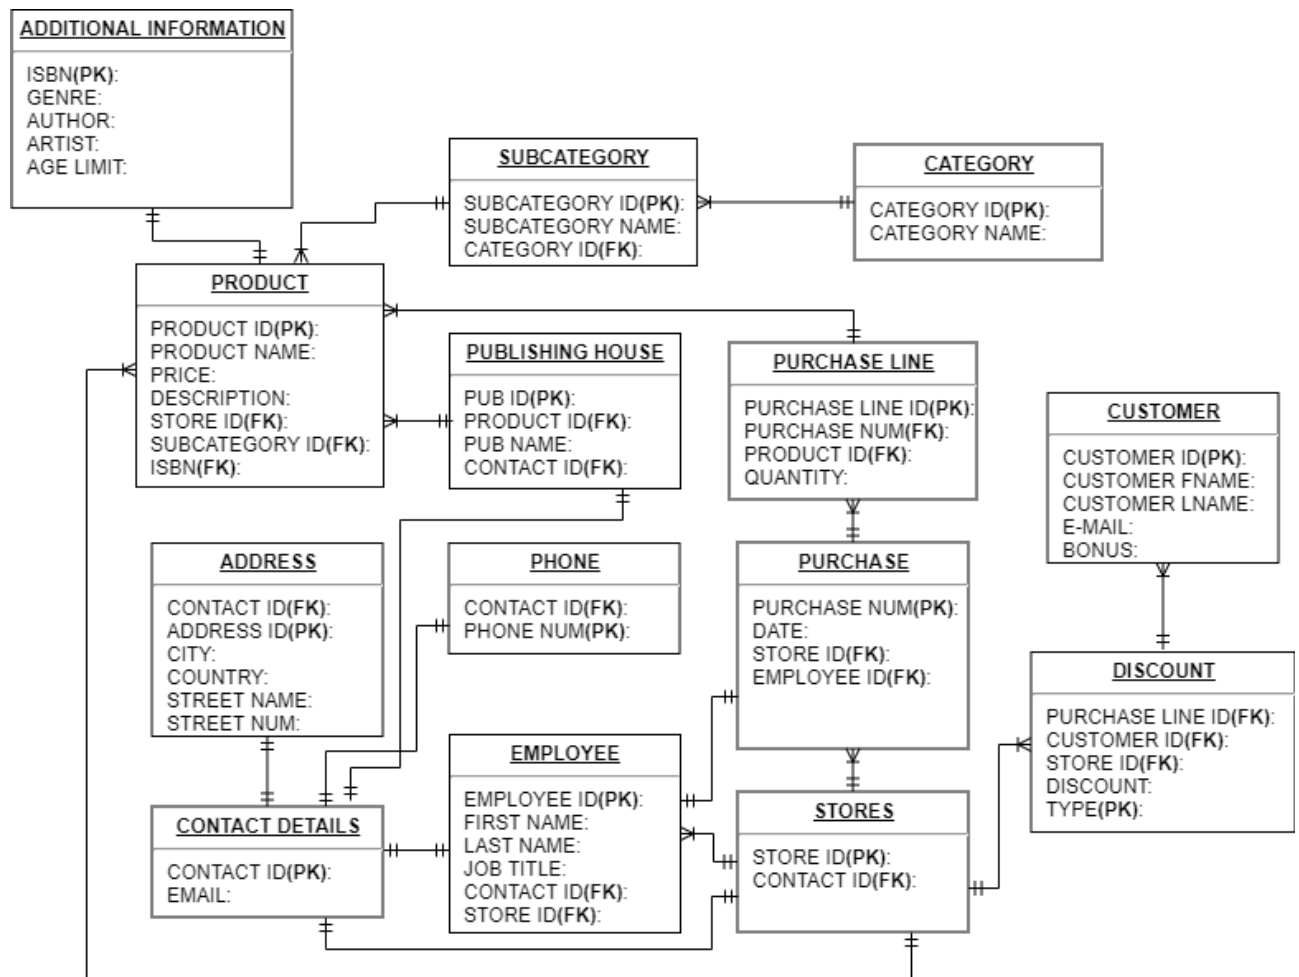 ADDITIONAL INFORMATION
ISBN(PK):
GENRE:
AUTHOR:
ARTIST:
AGE LIMIT:
SUBCATEGORY
SUBCATEGORY ID(PK):
SUBCATEGORY NAME:
CATEGORY ID(FK):
CATEGORY
CATEGORY ID(PK):
CATEGORY NAME:
PRODUCT
PRODUCT ID(PK):
PRODUCT NAME:
PRICE:
DESCRIPTION:
STORE ID(FK):
SUBCATEGORY ID(FK):
ISBN(FK):
PUBLISHING HOUSE
PUB ID(PK):
PRODUCT ID(FK):
PUB NAME:
CONTACT ID(FK):
PURCHASE LINE
PURCHASE LINE ID(PK):
PURCHASE NUM(FK):
PRODUCT ID(FK):
QUANTITY:
CUSTOMER
CUSTOMER ID(PK):
CUSTOMER FNAME:
CUSTOMER LNAME:
E-MAIL:
BONUS:
ADDRESS
CONTACT ID(FK):
ADDRESS ID(PK):
CITY:
COUNTRY:
STREET NAME:
STREET NUM:
PHONE
CONTACT ID(FK):
PHONE NUM(PK):
PURCHASE
PURCHASE NUM(PK):
DATE:
STORE ID(FK):
EMPLOYEE ID(FK):
DISCOUNT
PURCHASE LINE ID(FK):
CUSTOMER ID(FK):
STORE ID(FK):
DISCOUNT:
TYPE(PK):
EMPLOYEE
EMPLOYEE ID(PK):
FIRST NAME:
LAST NAME:
JOB TITLE:
CONTACT ID(FK):
STORE ID(FK):
STORES
STORE ID(PK):
CONTACT ID(FK):
CONTACT DETAILS
CONTACT ID(PK):
EMAIL: